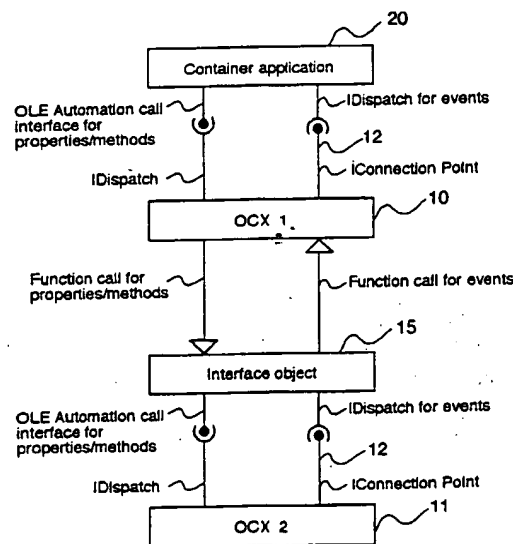 20
Container application
OLE Automation call
interface for
properties/methods
IDispatch for events
12
IDispatch
IConnection Point
10
OCX 1
Function call for
properties/methods
Function call for events
15
Interface object
OLE Automation call
interface for
properties/methods
IDispatch for events
12
IDispatch
IConnection Point
OCX 2
11